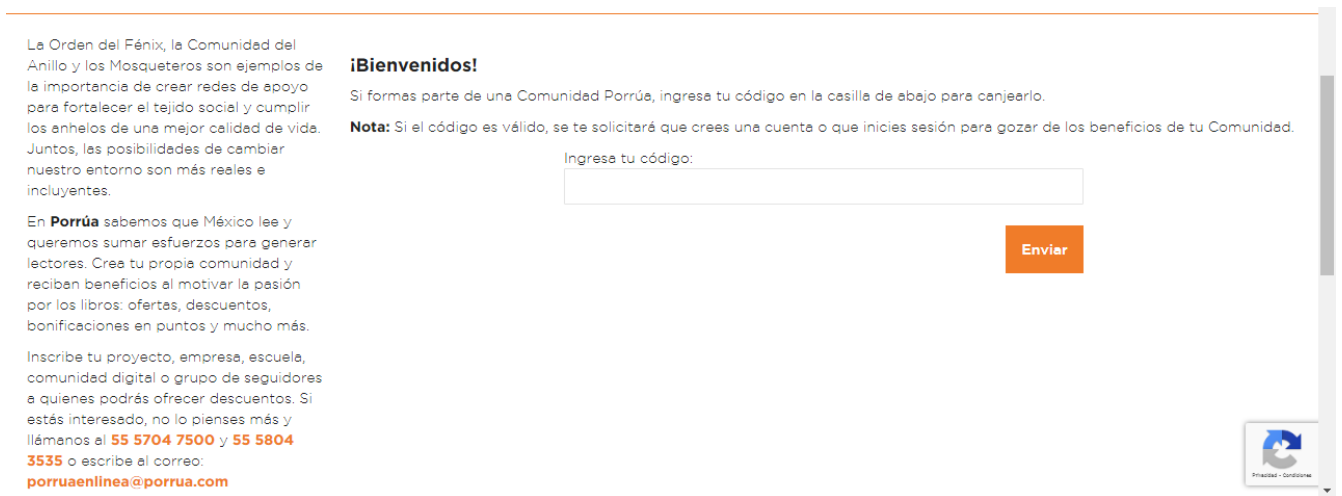 La Orden del Fénix, la Comunidad del
Anillo y los Mosqueteros son ejemplos de
la importancia de crear redes de apoyo
para fortalecer el tejido social y cumplir
los anhelos de una mejor calidad de vida.
Juntos, las posibilidades de cambiar
nuestro entorno son más reales e
incluyentes.
En Porrúa sabemos que México lee y
queremos sumar esfuerzos para generar
lectores. Crea tu propia comunidad y
reciban beneficios al motivar la pasión
por los libros: ofertas, descuentos,
bonificaciones en puntos y mucho más.
Inscribe tu proyecto, empresa, escuela,
comunidad digital o grupo de seguidores
a quienes podrás ofrecer descuentos. Si
estás interesado, no lo pienses más y
llámanos al 55 5704 7500 y 55 5804
3535 o escribe al correo:
porruaenlinea@porrua.com
¡Bienvenidos!
Si formas parte de una Comunidad Porrúa, ingresa tu código en la casilla de abajo para canjearlo.
Nota: Si el código es válido, se te solicitará que crees una cuenta o que inicies sesión para gozar de los beneficios de tu Comunidad.
Ingresa tu código:
Enviar
Privacidad - Condiciones